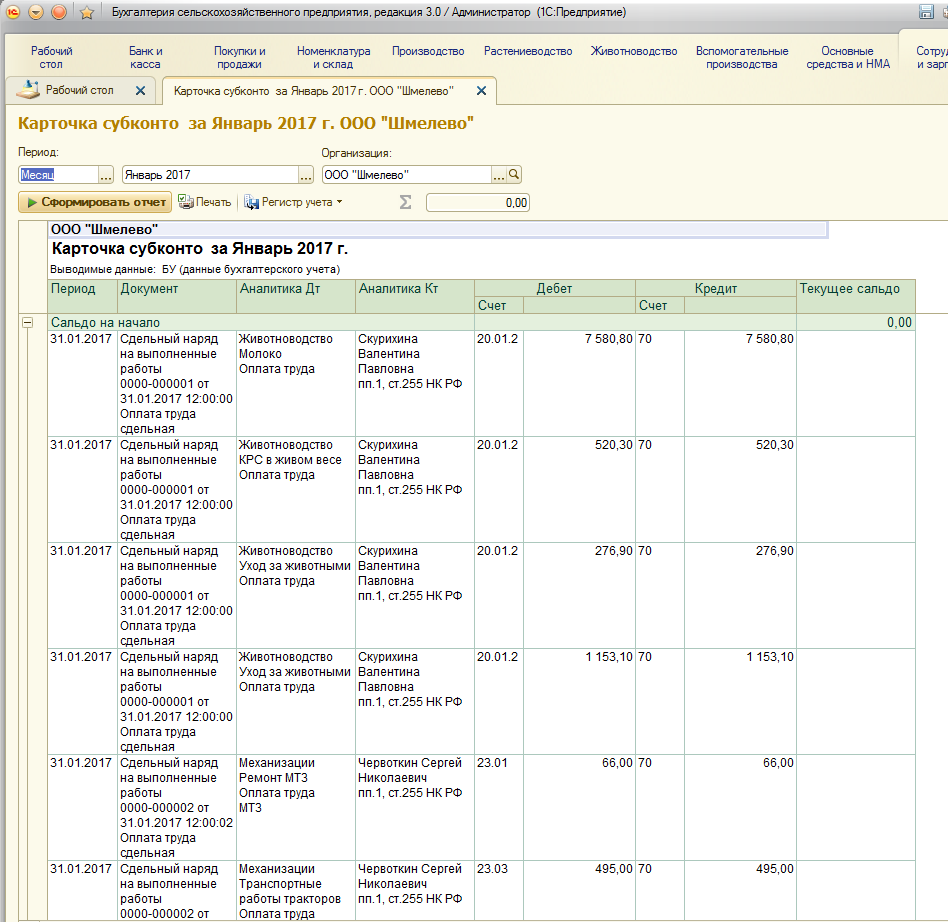 Бухгалтерия сельскохозяйственного предприятия, редакция 3.0 / Администратор (1С:Предприятие)
Рабочий стол
Банк и касса
Покупки и продажи
Номенклатура и склад
Производство
Растениеводство
Животноводство
Вспомогательные производства
Основные средства и НМА
Рабочий стол
Карточка субконто за Январь 2017 г. ООО "Шмелево"
Карточка субконто за Январь 2017 г. ООО "Шмелево"
Период:
Организация:
Месяц ... Январь 2017 ... ООО "Шмелево" ...
Сформировать отчет Печать Регистр учета Σ 0,00
ООО "Шмелево"
Карточка субконто за Январь 2017 г.
Выводимые данные: БУ (данные бухгалтерского учета)
Период Документ Аналитика Дт Аналитика Кт Дебет Кредит Текущее сальдо
Счет Счет
Сальдо на начало 0,00
31.01.2017 Сдельный наряд Животноводство Скурихина 20.01.2 7 580,80 70 7 580,80
на выполненные Молоко Валентина
работы Оплата труда Павловна
0000-000001 от пп.1, ст.255 НК РФ
31.01.2017 12:00:00
Оплата труда
сдельная
31.01.2017 Сдельный наряд Животноводство Скурихина 20.01.2 520,30 70 520,30
на выполненные КРС в живом весе Валентина
работы Оплата труда Павловна
0000-000001 от пп.1, ст.255 НК РФ
31.01.2017 12:00:00
Оплата труда
сдельная
31.01.2017 Сдельный наряд Животноводство Скурихина 20.01.2 276,90 70 276,90
на выполненные Уход за животными Валентина
работы Оплата труда Павловна
0000-000001 от пп.1, ст.255 НК РФ
31.01.2017 12:00:00
Оплата труда
сдельная
31.01.2017 Сдельный наряд Животноводство Скурихина 20.01.2 1 153,10 70 1 153,10
на выполненные Уход за животными Валентина
работы Оплата труда Павловна
0000-000001 от пп.1, ст.255 НК РФ
31.01.2017 12:00:00
Оплата труда
сдельная
31.01.2017 Сдельный наряд Механизации Червоткин Сергей 23.01 66,00 70 66,00
на выполненные Ремонт МТЗ Николаевич
работы Оплата труда пп.1, ст.255 НК РФ
0000-000002 от МТЗ
31.01.2017 12:00:02
Оплата труда
сдельная
31.01.2017 Сдельный наряд Механизации Червоткин Сергей 23.03 495,00 70 495,00
на выполненные Транспортные Николаевич
работы работы тракторов пп.1, ст.255 НК РФ
0000-000002 от Оплата труда